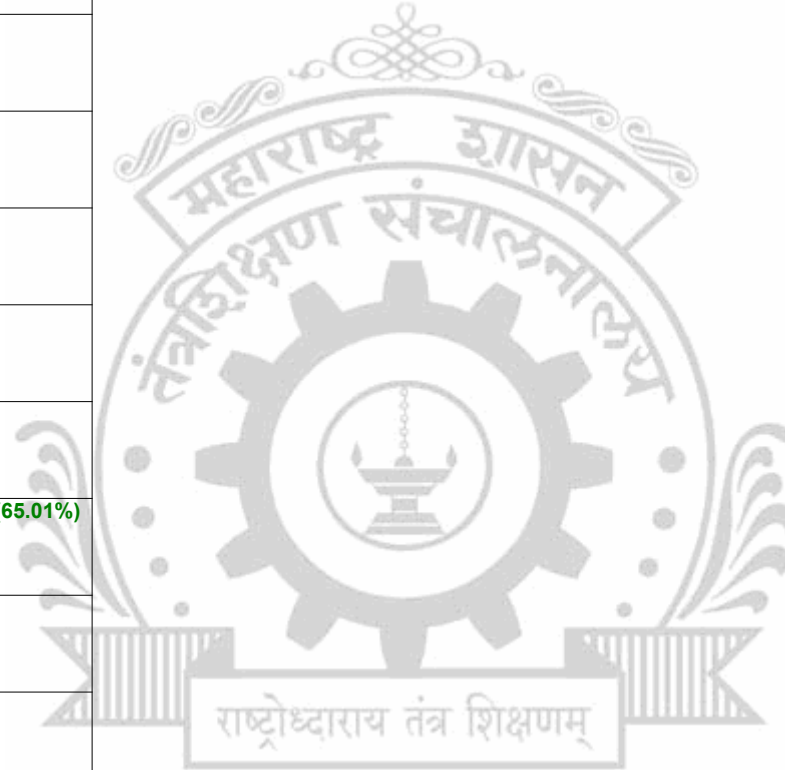 महाराष्ट्र शासन
तंत्रशिक्षण संचालनालय
65.01%)
राष्ट्रोध्दाराय तंत्र शिक्षणम्